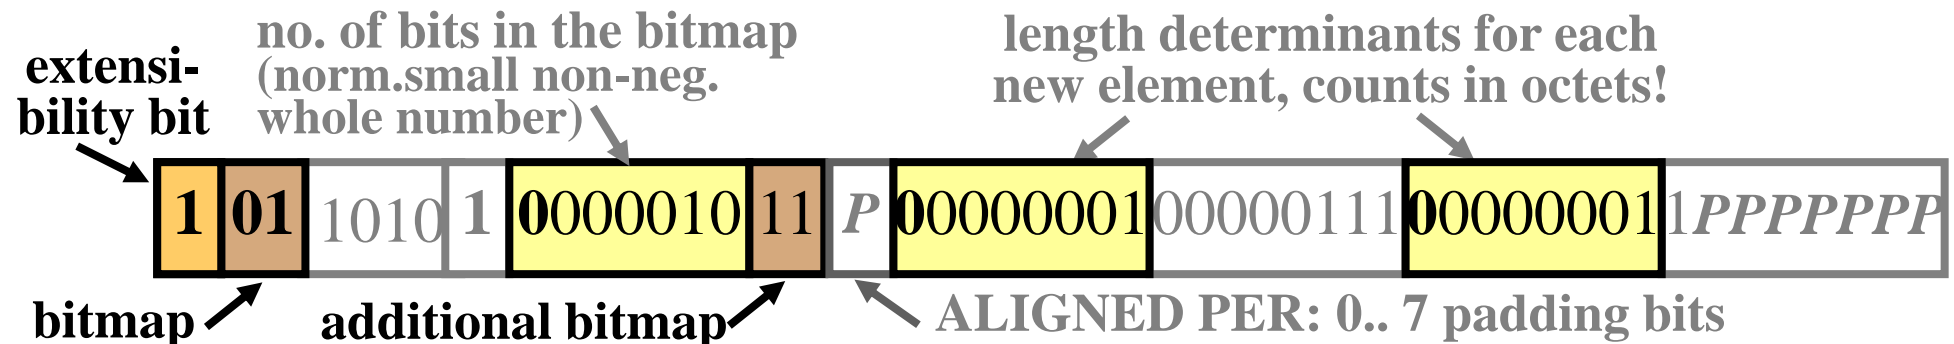 no. of bits in the bitmap
(norm.small non-neg.
whole number)
length determinants for each
new element, counts in octets!
extensi-
bility bit
1 01 1010 1 0000010 11 P 00000001 00000111 00000001 1PPPPPPP
bitmap
additional bitmap
ALIGNED PER: 0.. 7 padding bits